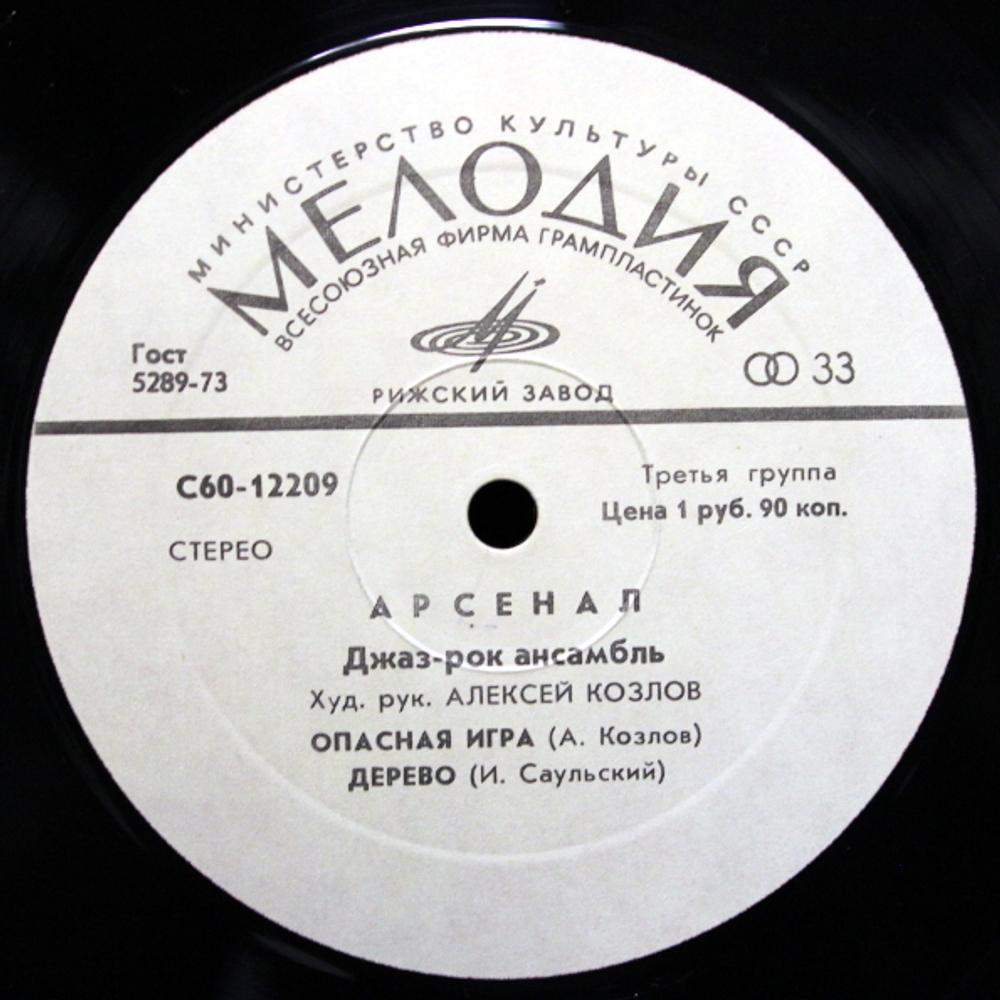 МИНИСТЕРСТВО КУЛЬТУРЫ СССР
МЕЛОДИЯ
ВСЕСОЮЗНАЯ ФИРМА ГРАМПЛАСТИНОК
Гост
5289-73
33
РИЖСКИЙ ЗАВОД
С60-12209
Третья группа
Цена 1 руб. 90 коп.
СТЕРЕО
АРСЕНАЛ
Джаз-рок ансамбль
Худ. рук. АЛЕКСЕЙ КОЗЛОВ
ОПАСНАЯ ИГРА (А. Козлов)
ДЕРЕВО (И. Саульский)